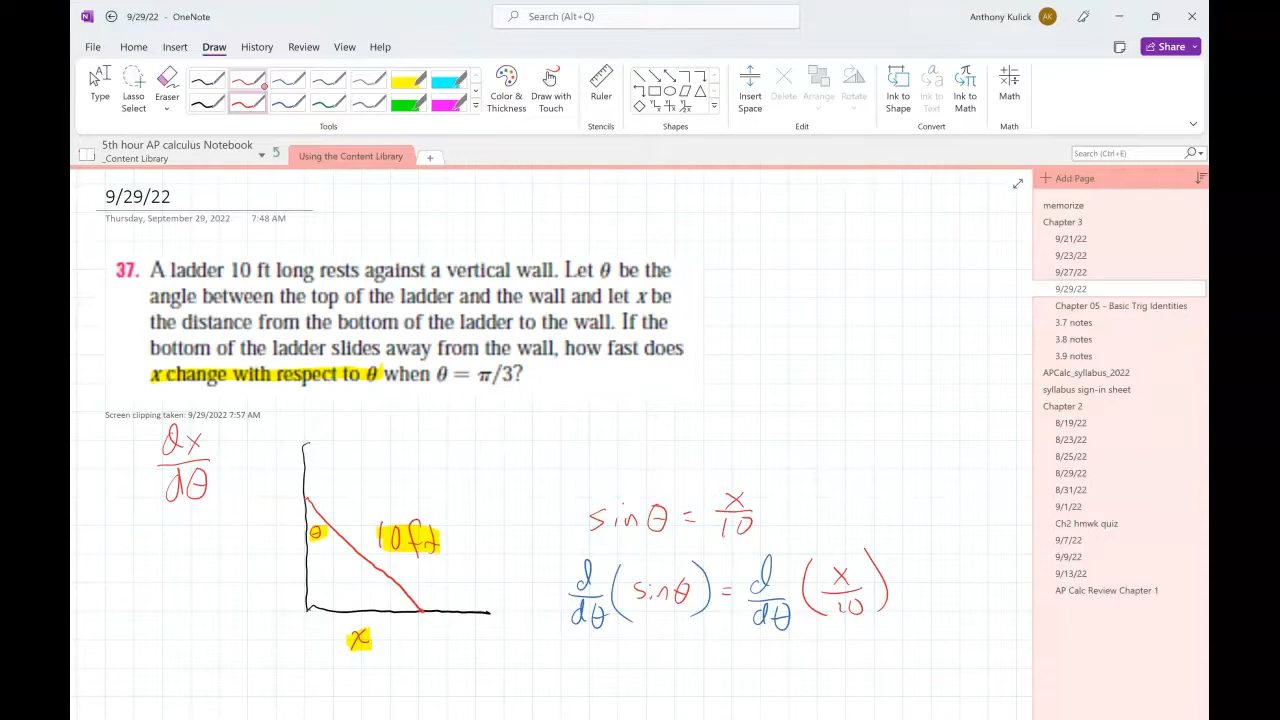 9/29/22 - OneNote
Search (Alt+Q)
Anthony Kulick
AK
File Home Insert Draw History Review View Help
Share
Type
Lasso Select
Eraser
Color & Thickness
Draw with Touch
Ruler
Insert Space
Delete
Arrange
Rotate
Ink to Shape
Ink to Text
Ink to Math
Math
Tools
Stencils
Shapes
Edit
Convert
Math
5th hour AP calculus Notebook
_Content Library
Using the Content Library
+
Search (Ctrl+E)
9/29/22
Thursday, September 29, 2022 7:48 AM
37. A ladder 10 ft long rests against a vertical wall. Let θ be the
angle between the top of the ladder and the wall and let x be
the distance from the bottom of the ladder to the wall. If the
bottom of the ladder slides away from the wall, how fast does
x change with respect to θ when θ = π/3?
Screen clipping taken: 9/29/2022 7:57 AM
dx
dθ
θ
10ft
x
sinθ = x/10
d/dθ (sinθ) = d/dθ (x/10)
Add Page
memorize
Chapter 3
9/21/22
9/23/22
9/27/22
9/29/22
Chapter 05 - Basic Trig Identities
3.7 notes
3.8 notes
3.9 notes
APCalc_syllabus_2022
syllabus sign-in sheet
Chapter 2
8/19/22
8/23/22
8/25/22
8/29/22
8/31/22
9/1/22
Ch2 hmwk quiz
9/7/22
9/9/22
9/13/22
AP Calc Review Chapter 1